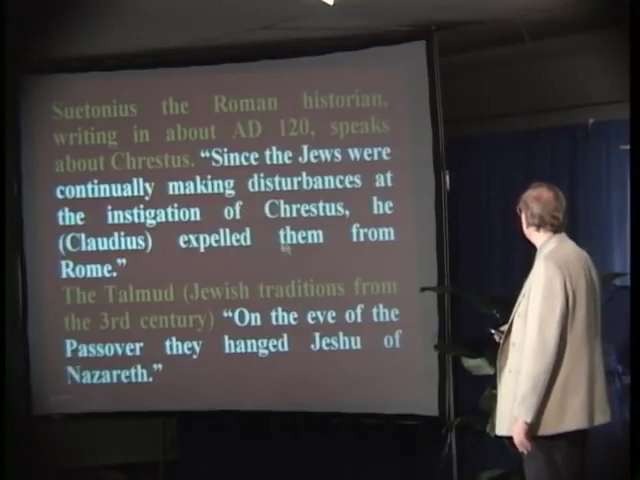 Suetonius the Roman historian,
writing in about AD 120, speaks
about Chrestus. “Since the Jews were
continually making disturbances at
the instigation of Chrestus, he
(Claudius) expelled them from
Rome.”
The Talmud (Jewish traditions from
the 3rd century) “On the eve of the
Passover they hanged Jeshu of
Nazareth.”